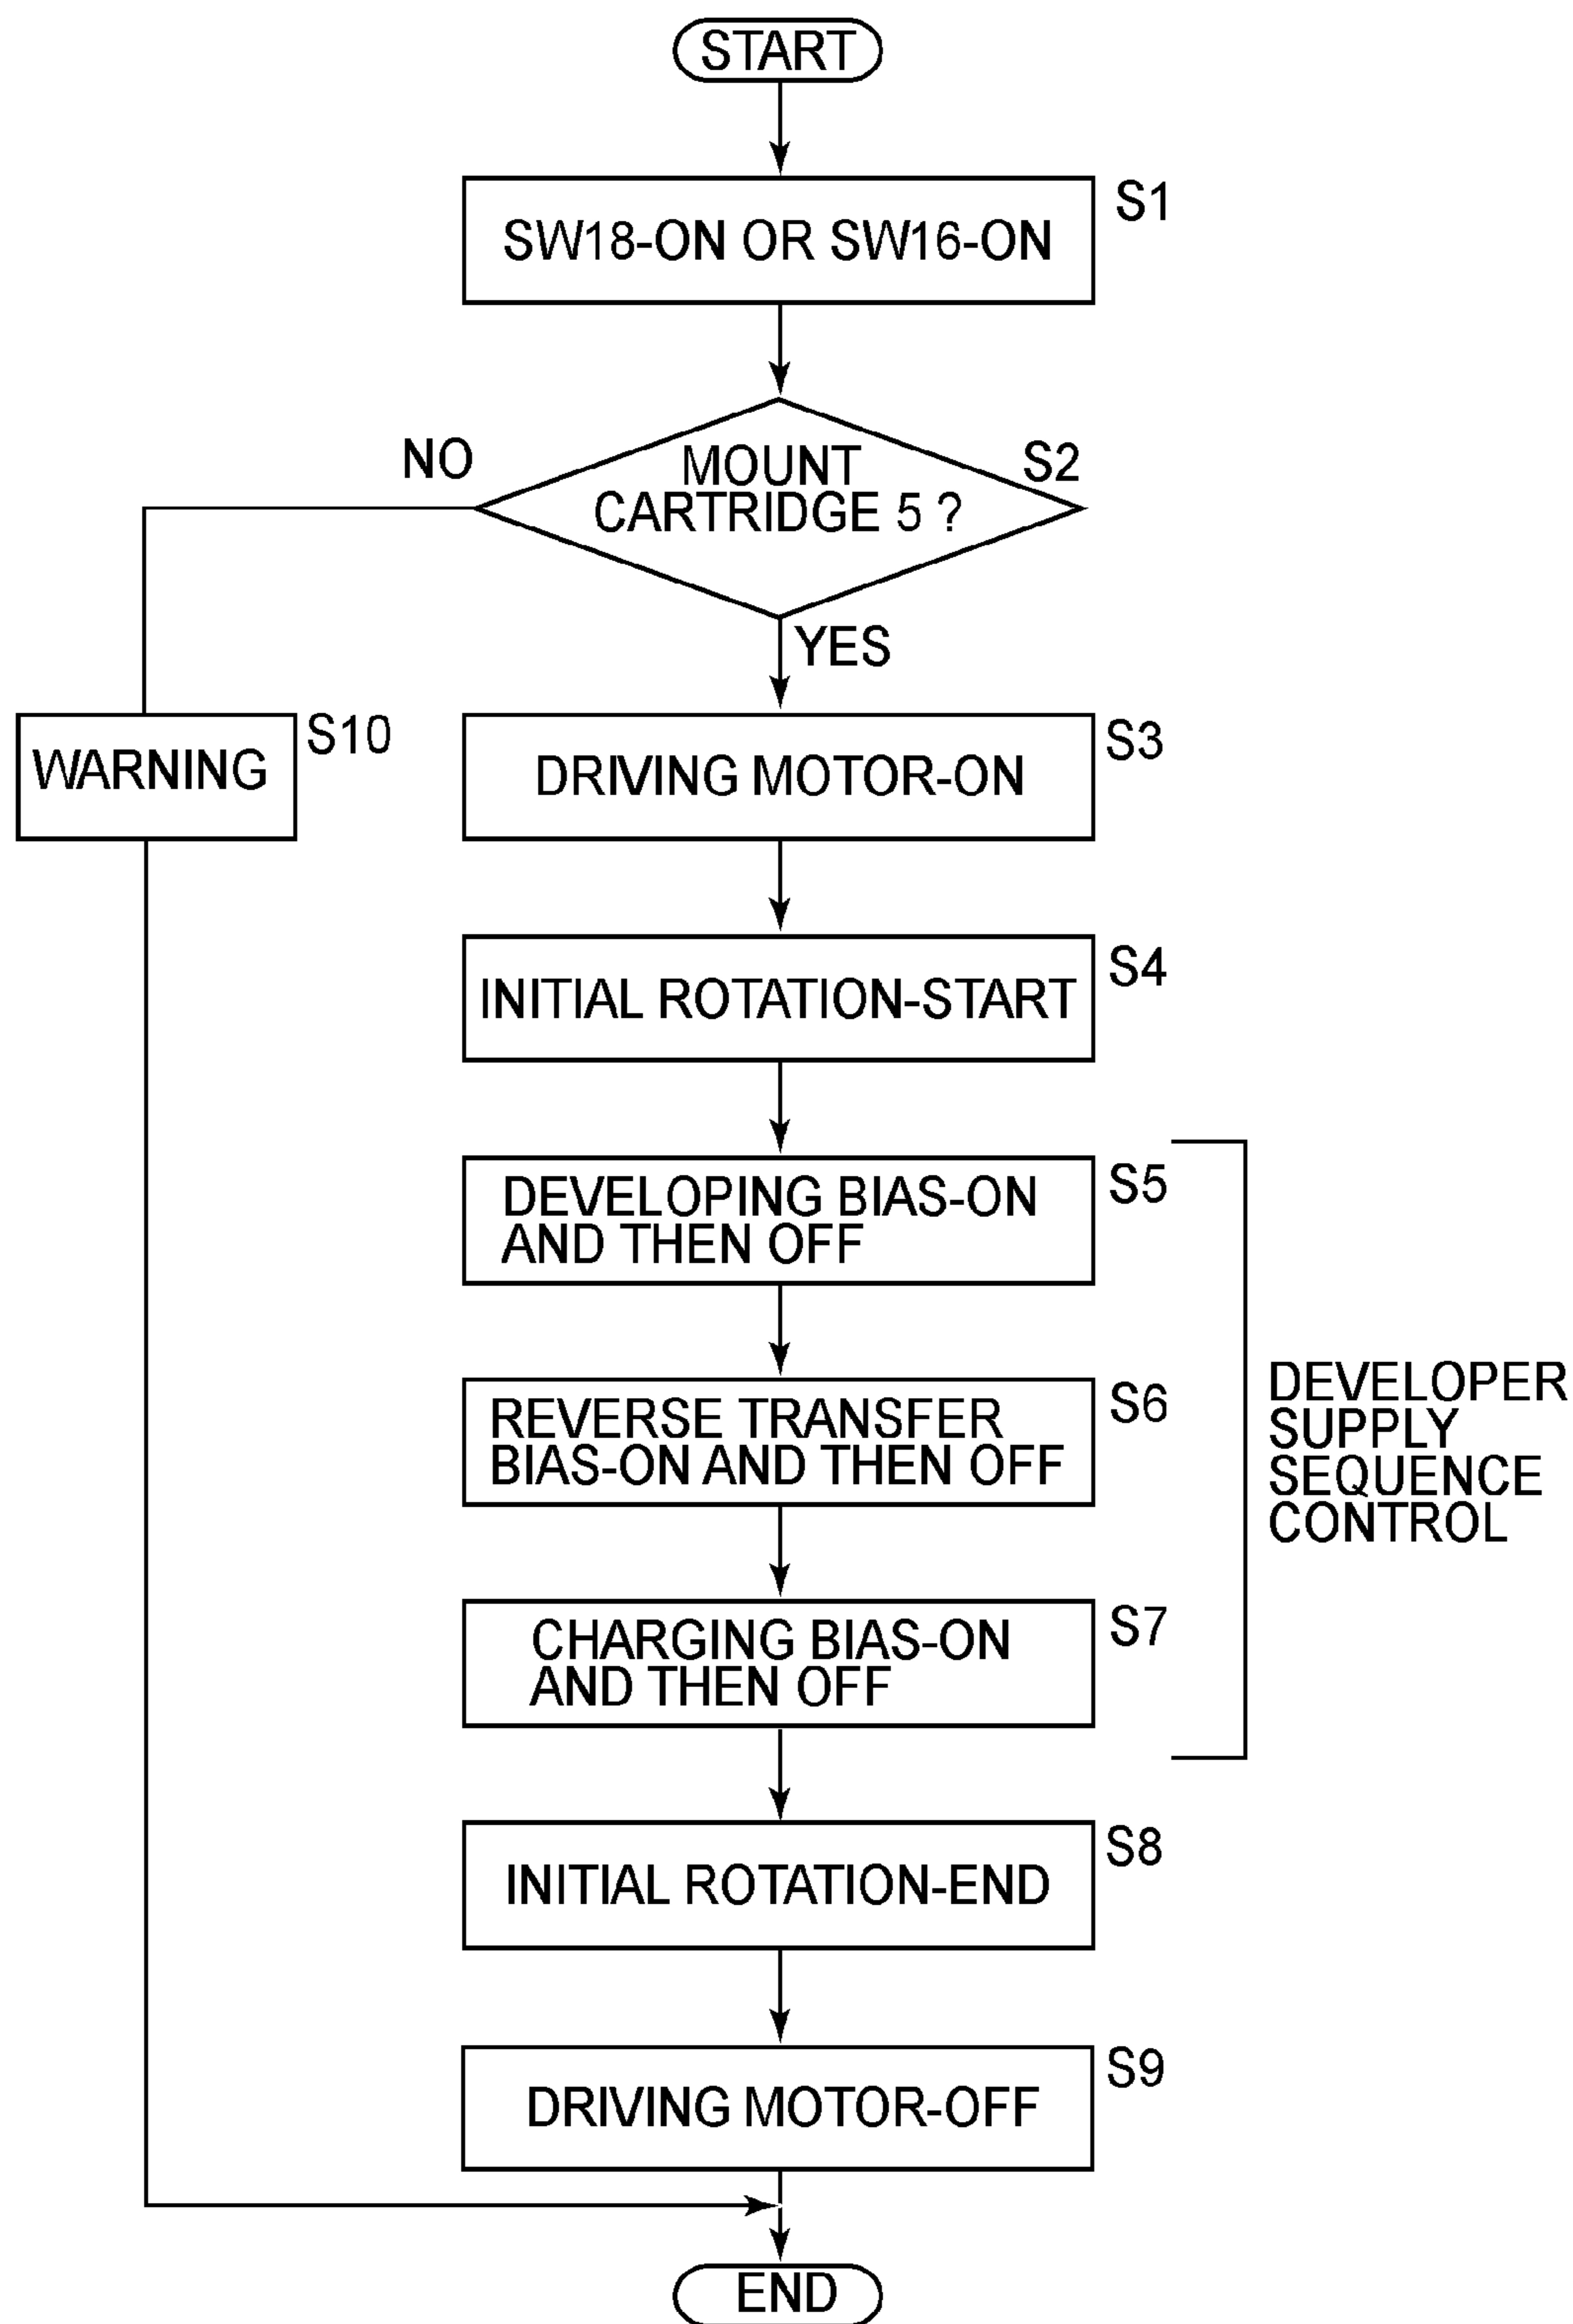 START
SW18-ON OR SW16-ON
S1
NO
MOUNT
CARTRIDGE 5 ?
S2
YES
WARNING
S10
DRIVING MOTOR-ON
S3
INITIAL ROTATION-START
S4
DEVELOPING BIAS-ON
AND THEN OFF
S5
REVERSE TRANSFER
BIAS-ON AND THEN OFF
S6
CHARGING BIAS-ON
AND THEN OFF
S7
DEVELOPER
SUPPLY
SEQUENCE
CONTROL
INITIAL ROTATION-END
S8
DRIVING MOTOR-OFF
S9
END